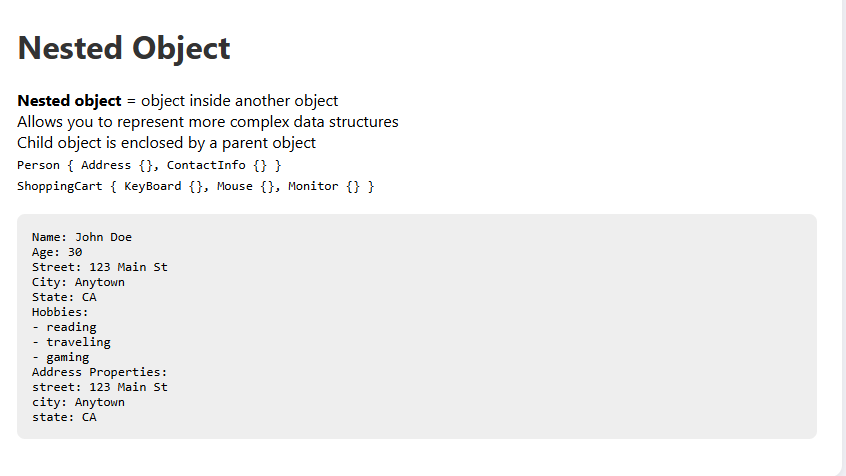 Nested Object
Nested object = object inside another object
Allows you to represent more complex data structures
Child object is enclosed by a parent object
Person { Address {}, ContactInfo {} }
ShoppingCart { KeyBoard {}, Mouse {}, Monitor {} }
Name: John Doe
Age: 30
Street: 123 Main St
City: Anytown
State: CA
Hobbies:
- reading
- traveling
- gaming
Address Properties:
street: 123 Main St
city: Anytown
state: CA